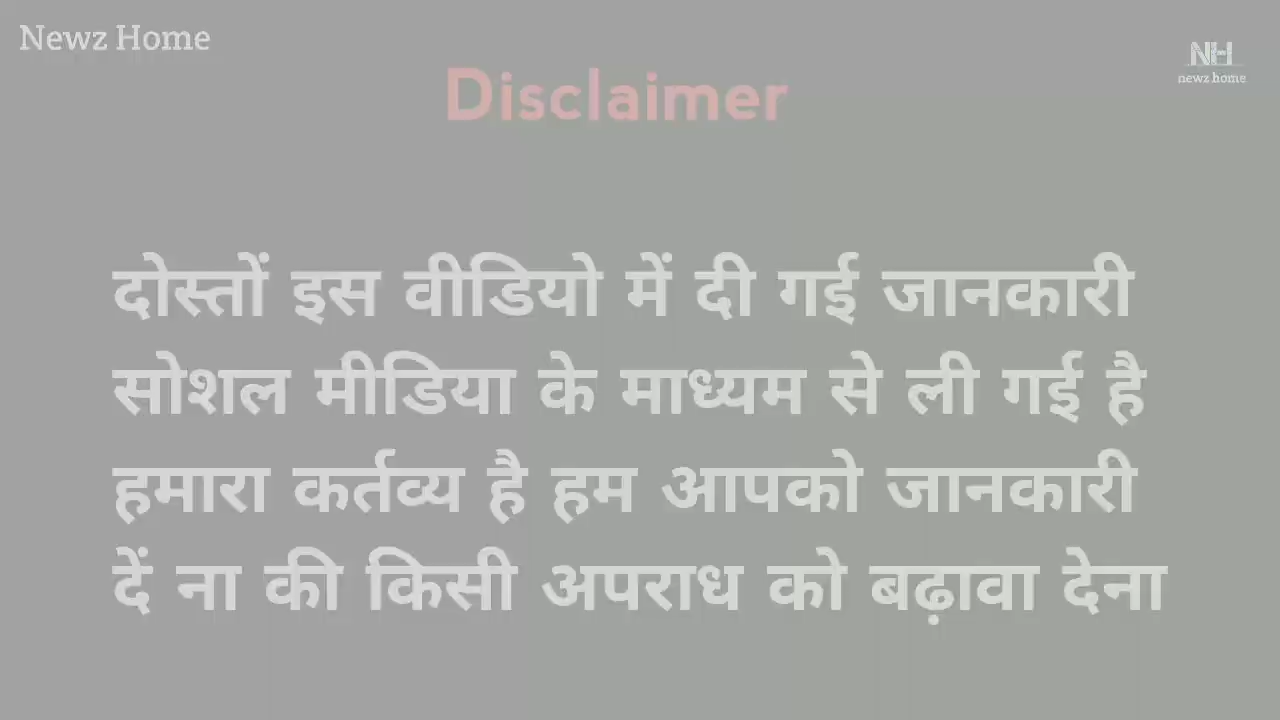 Newz Home
NH
newz home
Disclaimer
दोस्तों इस वीडियो में दी गई जानकारी
सोशल मीडिया के माध्यम से ली गई है
हमारा कर्तव्य है हम आपको जानकारी
दें ना की किसी अपराध को बढ़ावा देना